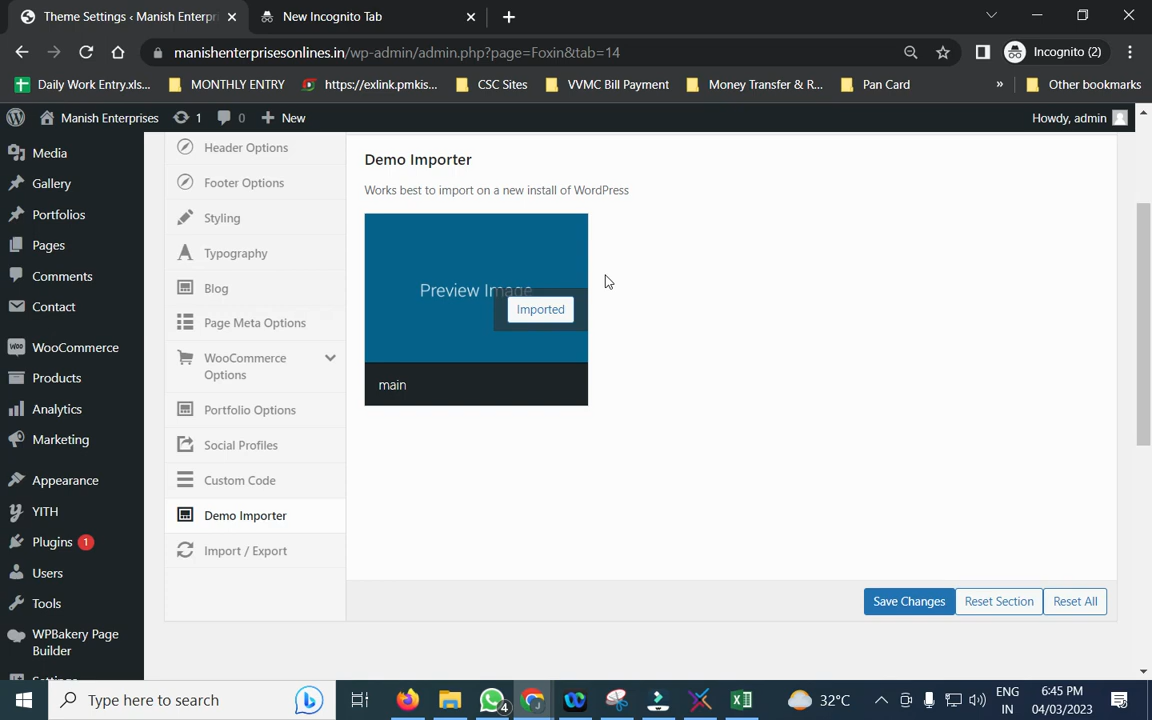 Theme Settings ‹ Manish Enterpr
New Incognito Tab
manishenterprisesonlines.in/wp-admin/admin.php?page=Foxin&tab=14
Incognito (2)
Daily Work Entry.xls...
MONTHLY ENTRY
https://exlink.pmkis...
CSC Sites
VVMC Bill Payment
Money Transfer & R...
Pan Card
»
Other bookmarks
Manish Enterprises
1
0
New
Howdy, admin
Media
Gallery
Portfolios
Pages
Comments
Contact
WooCommerce
Products
Analytics
Marketing
Appearance
YITH
Plugins 1
Users
Tools
WPBakery Page
Builder
Settings
Header Options
Footer Options
Styling
Typography
Blog
Page Meta Options
WooCommerce
Options
Portfolio Options
Social Profiles
Custom Code
Demo Importer
Import / Export
Demo Importer
Works best to import on a new install of WordPress
Preview Image
Imported
main
Save Changes
Reset Section
Reset All
Type here to search
4
32°C
ENG
IN
6:45 PM
04/03/2023